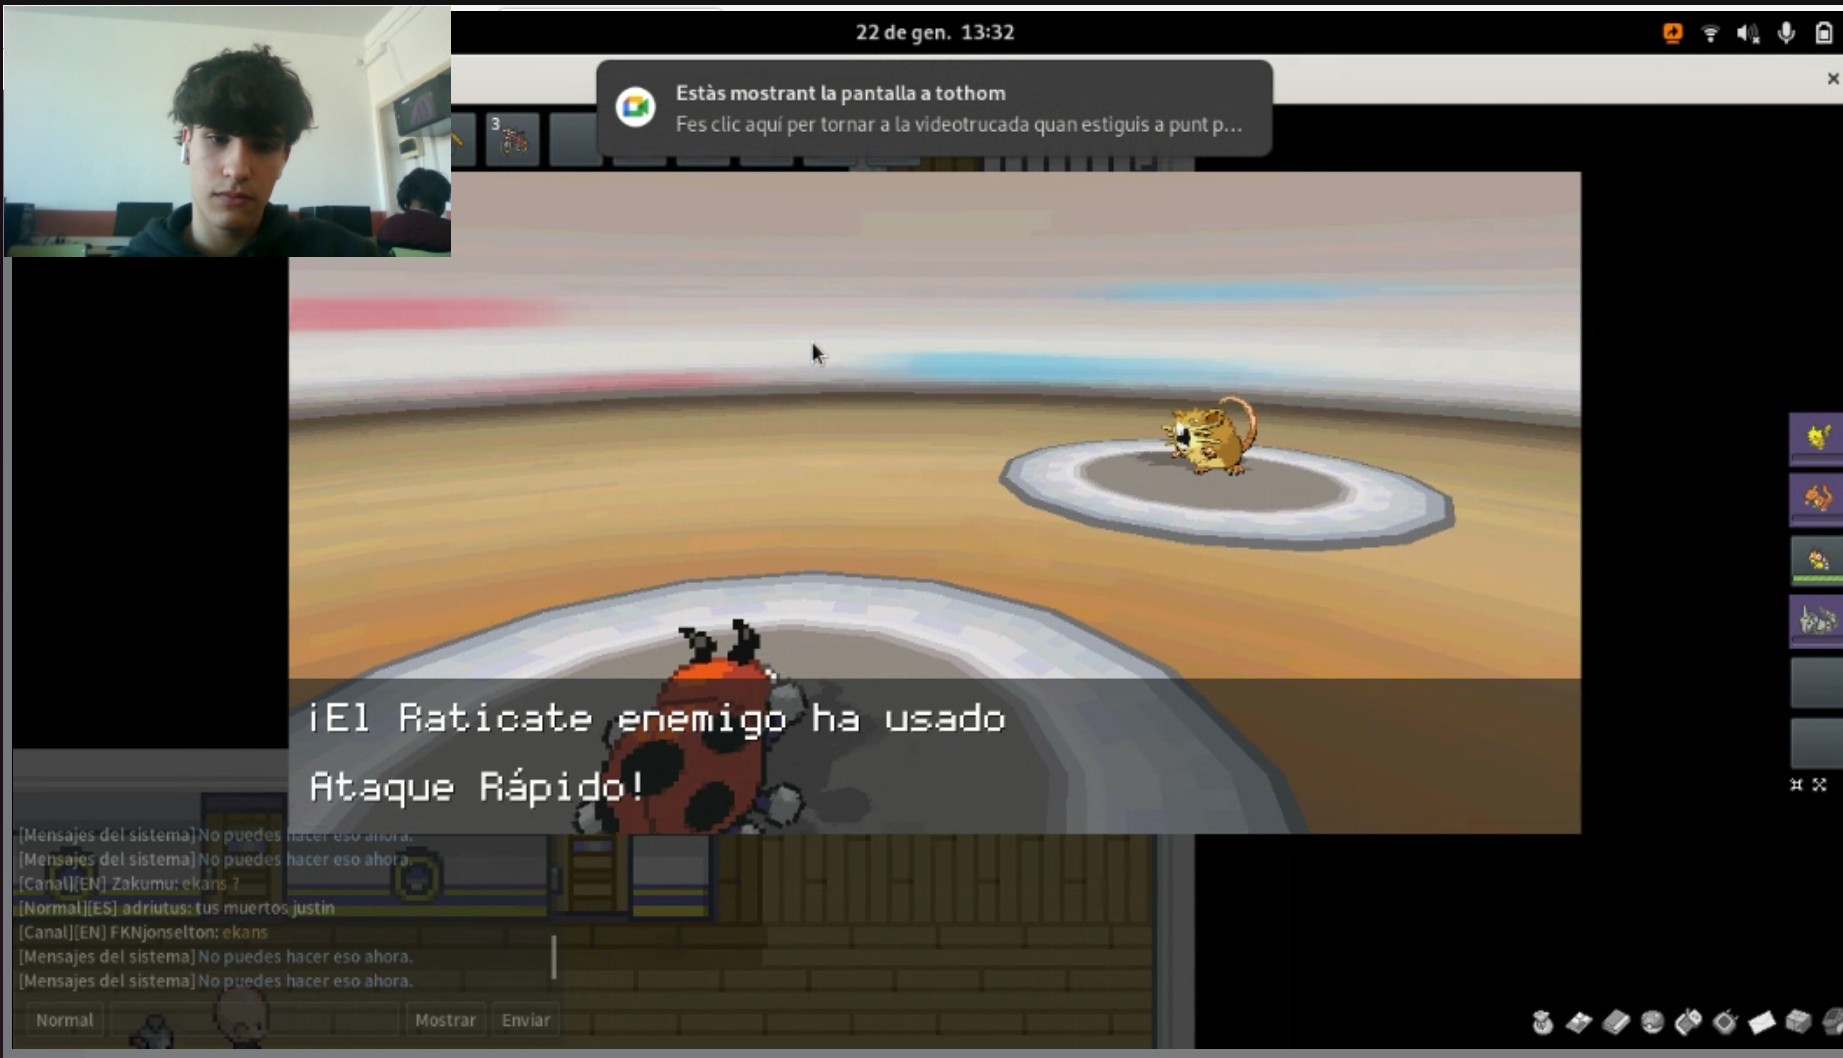 22 de gen. 13:32
Estàs mostrant la pantalla a tothom
Fes clic aquí per tornar a la videotrucada quan estiguis a punt p...
3
¡El Raticate enemigo ha usado
Ataque Rápido!
[Mensajes del sistema] No puedes hacer eso ahora.
[Mensajes del sistema] No puedes hacer eso ahora.
[Canal][EN] Zakumu: ekans ?
[Normal][ES] adriutus: tus muertos justin
[Canal][EN] FKNjonselton: ekans
[Mensajes del sistema] No puedes hacer eso ahora.
[Mensajes del sistema] No puedes hacer eso ahora.
Normal
Mostrar
Enviar